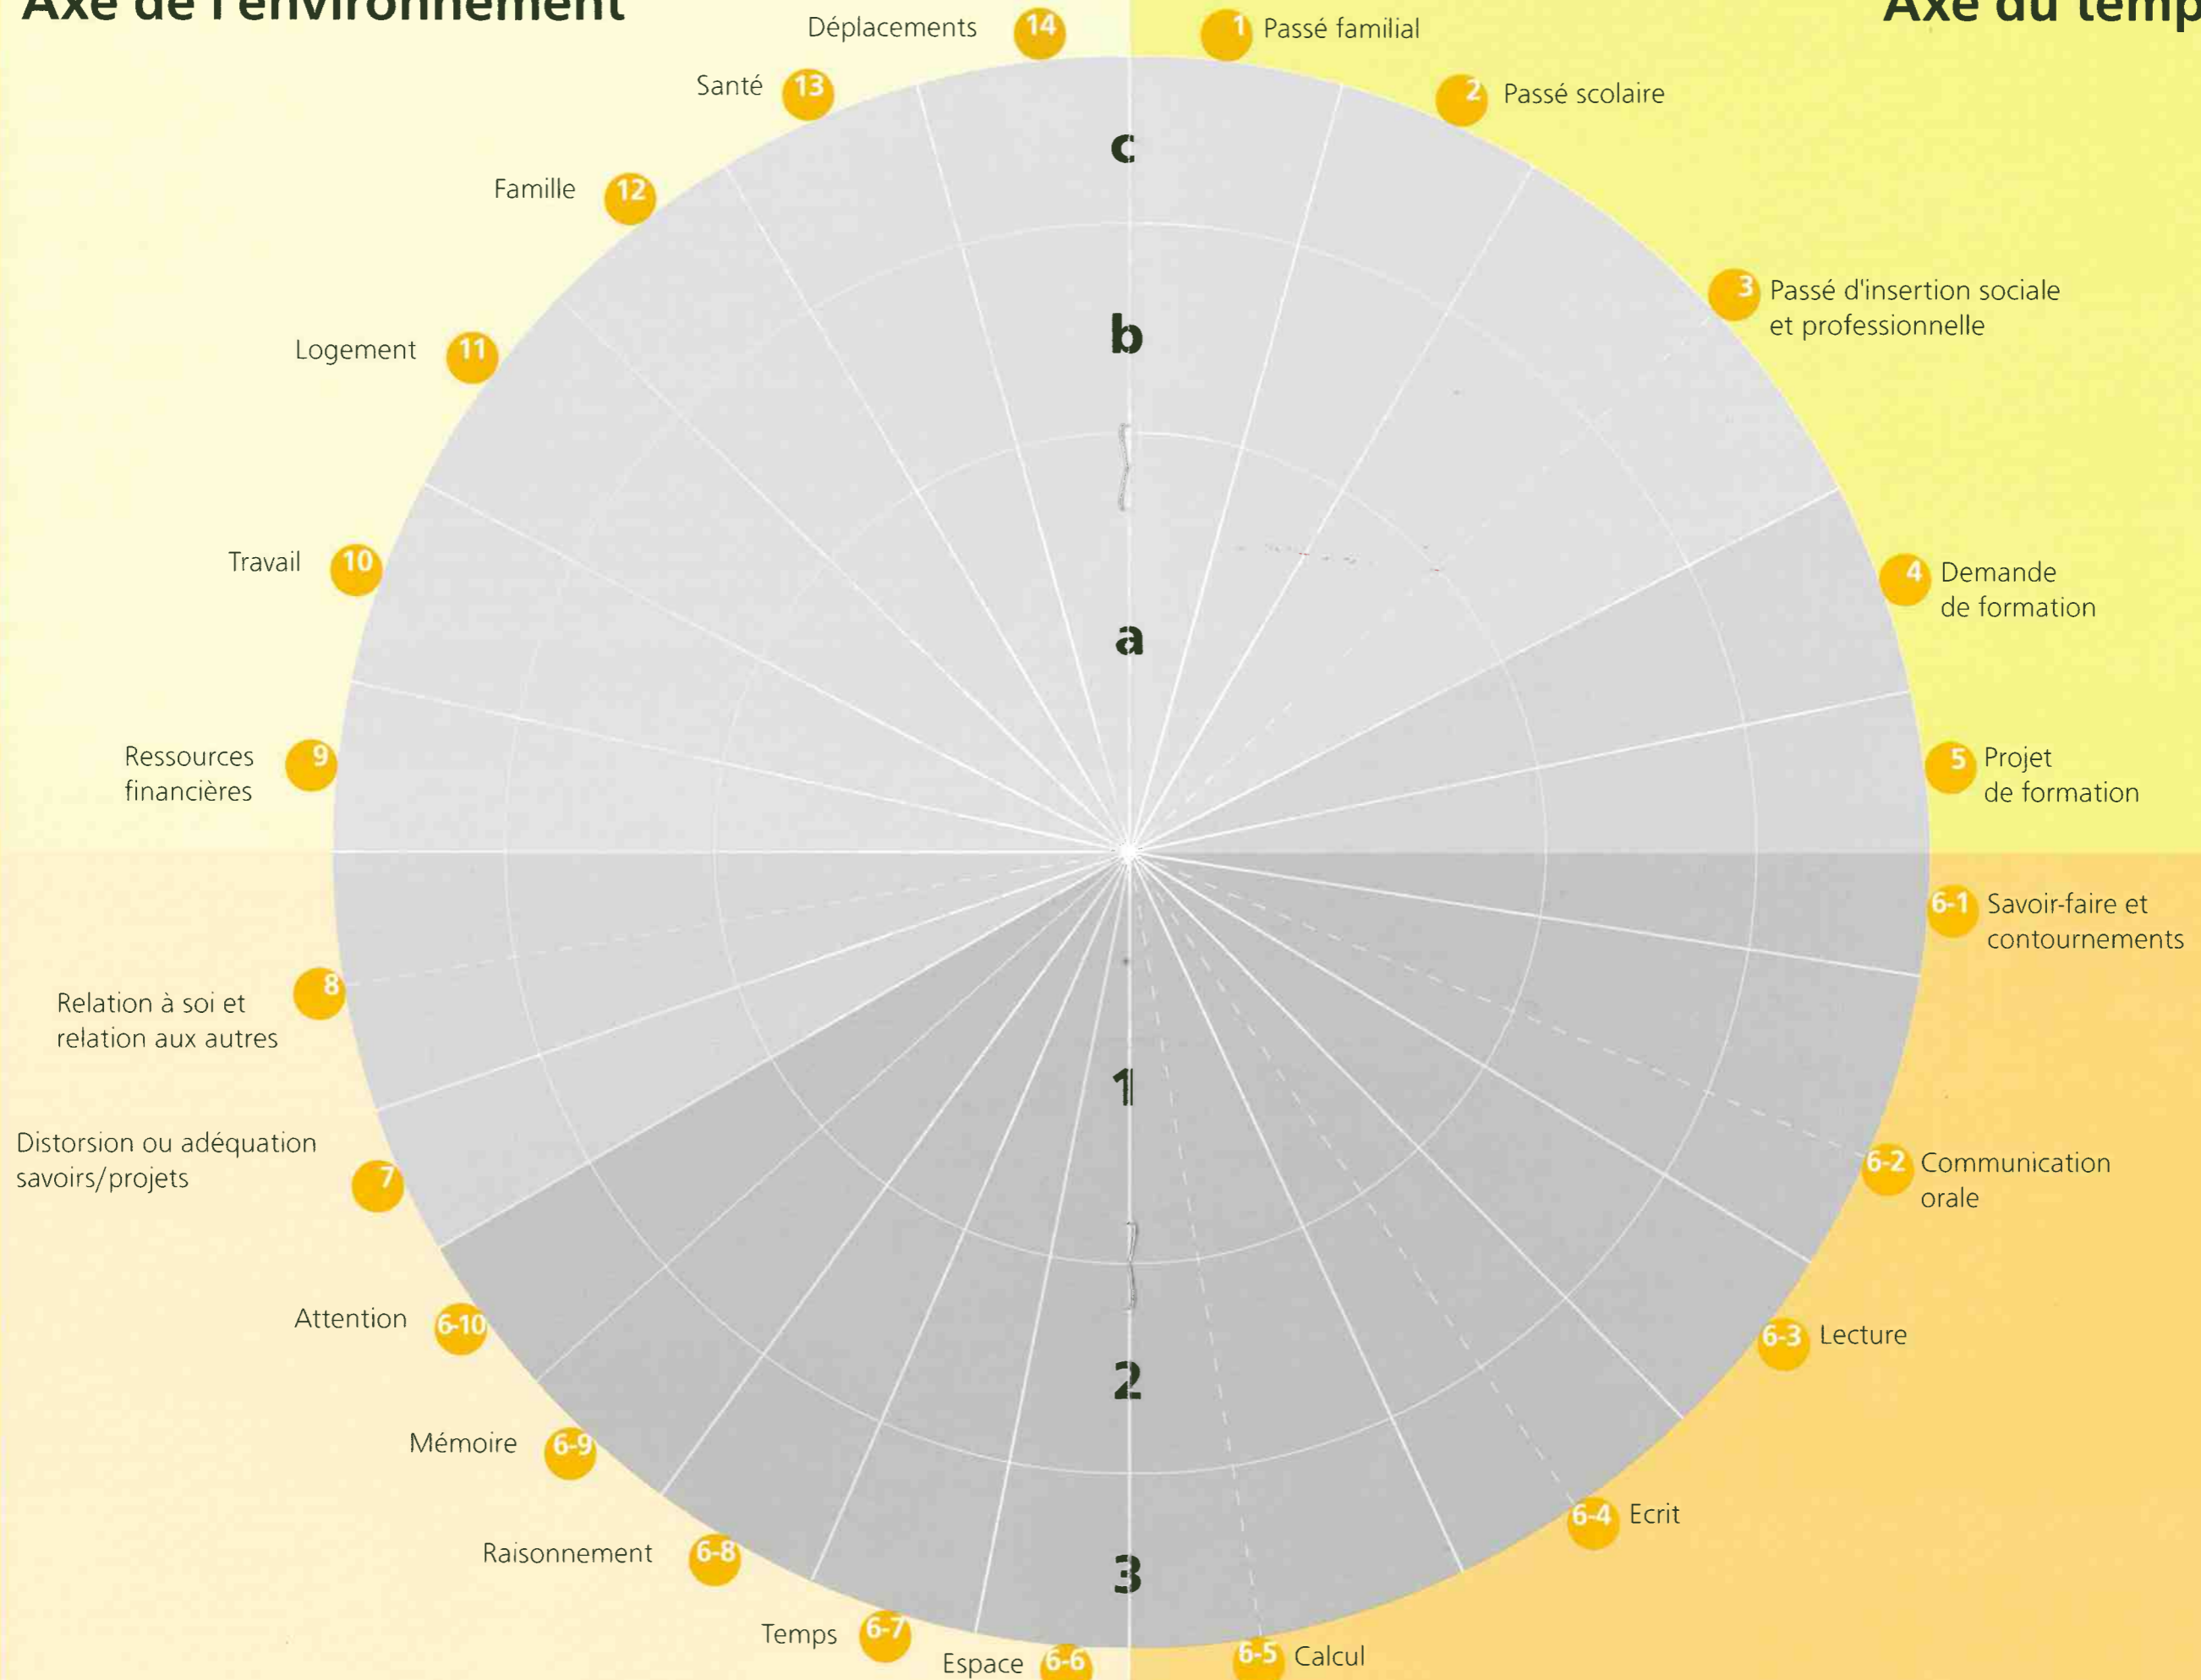 Axe de l'environnement
Axe du temp
Déplacements 14
1 Passé familial
Santé 13
2 Passé scolaire
Famille 12
3 Passé d'insertion sociale
et professionnelle
Logement 11
4 Demande
de formation
Travail 10
5 Projet
de formation
Ressources
financières
9
6-1 Savoir-faire et
contournements
8
Relation à soi et
relation aux autres
6-2 Communication
orale
Distorsion ou adéquation
savoirs/projets
7
6-3 Lecture
Attention 6-10
6-4 Ecrit
Mémoire 6-9
6-5 Calcul
Raisonnement 6-8
Temps 6-7
Espace 6-6
c
b
a
1
2
3